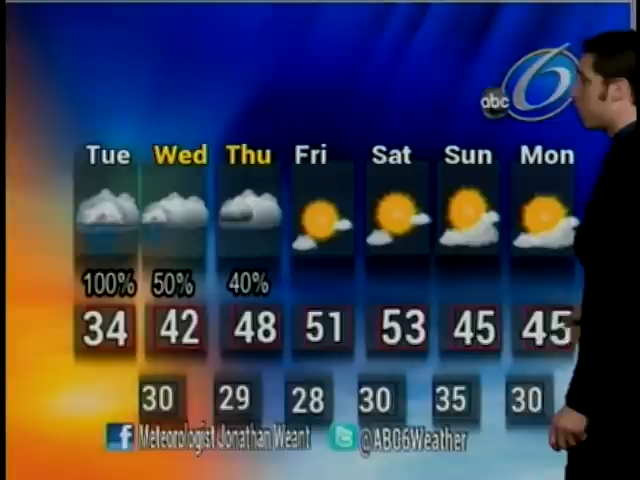 abc 6
Tue Wed Thu Fri Sat Sun Mon
100% 50% 40%
34 42 48 51 53 45 45
30 29 28 30 35 30
f Meteorologist Jonathan Weant @ABC6Weather